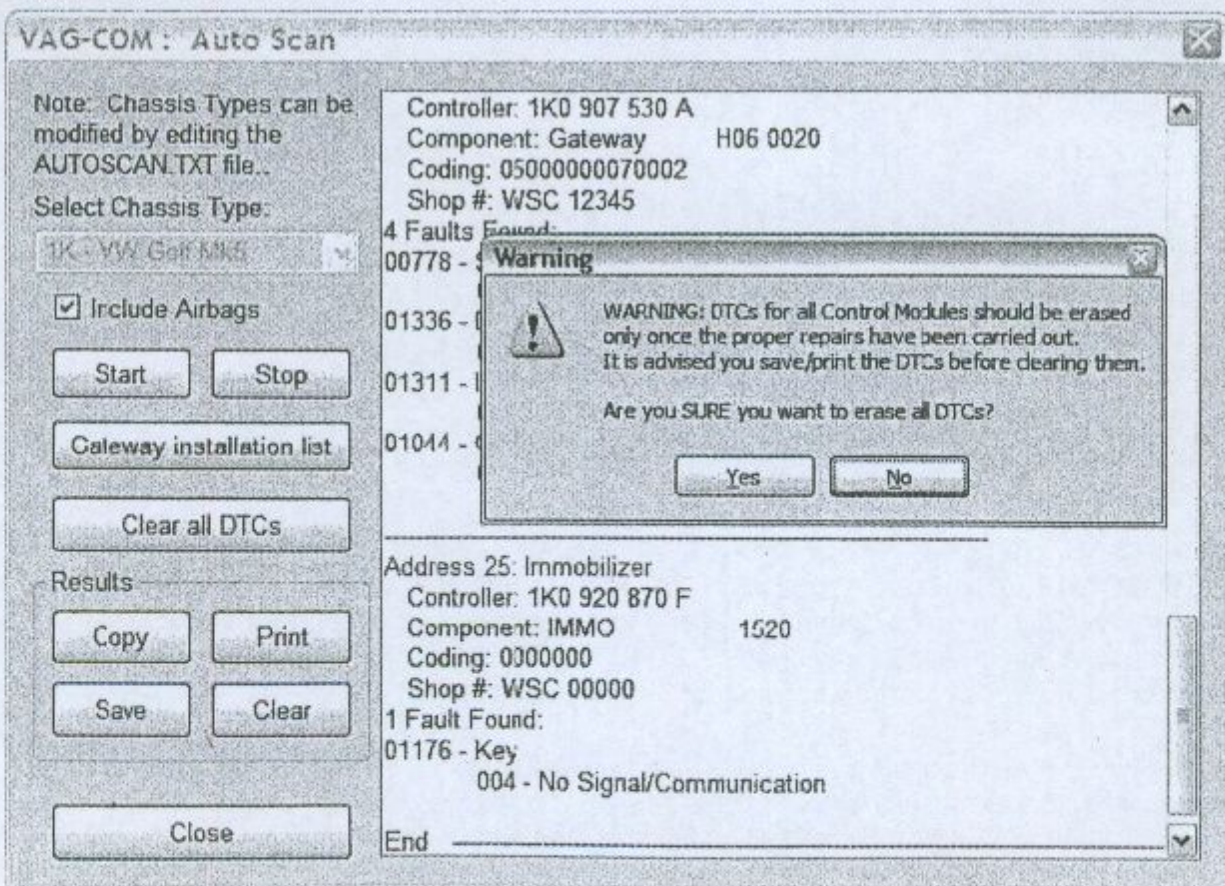 VAG-COM : Auto Scan
Note: Chassis Types can be
modified by editing the
AUTOSCAN.TXT file..
Select Chassis Type:
1K - VW Golf Mk5
Include Airbags
Start
Stop
Gateway installation list
Clear all DTCs
Results
Copy
Print
Save
Clear
Close
Controller: 1K0 907 530 A
Component: Gateway H06 0020
Coding: 05000000070002
Shop #: WSC 12345
4 Faults Found:
00778 - S
01336 -
01311 -
01044 -
Warning
WARNING: DTCs for all Control Modules should be erased
only once the proper repairs have been carried out.
It is advised you save/print the DTCs before clearing them.
Are you SURE you want to erase all DTCs?
Yes
No
Address 25: Immobilizer
Controller: 1K0 920 870 F
Component: IMMO 1520
Coding: 0000000
Shop #: WSC 00000
1 Fault Found:
01176 - Key
004 - No Signal/Communication
End